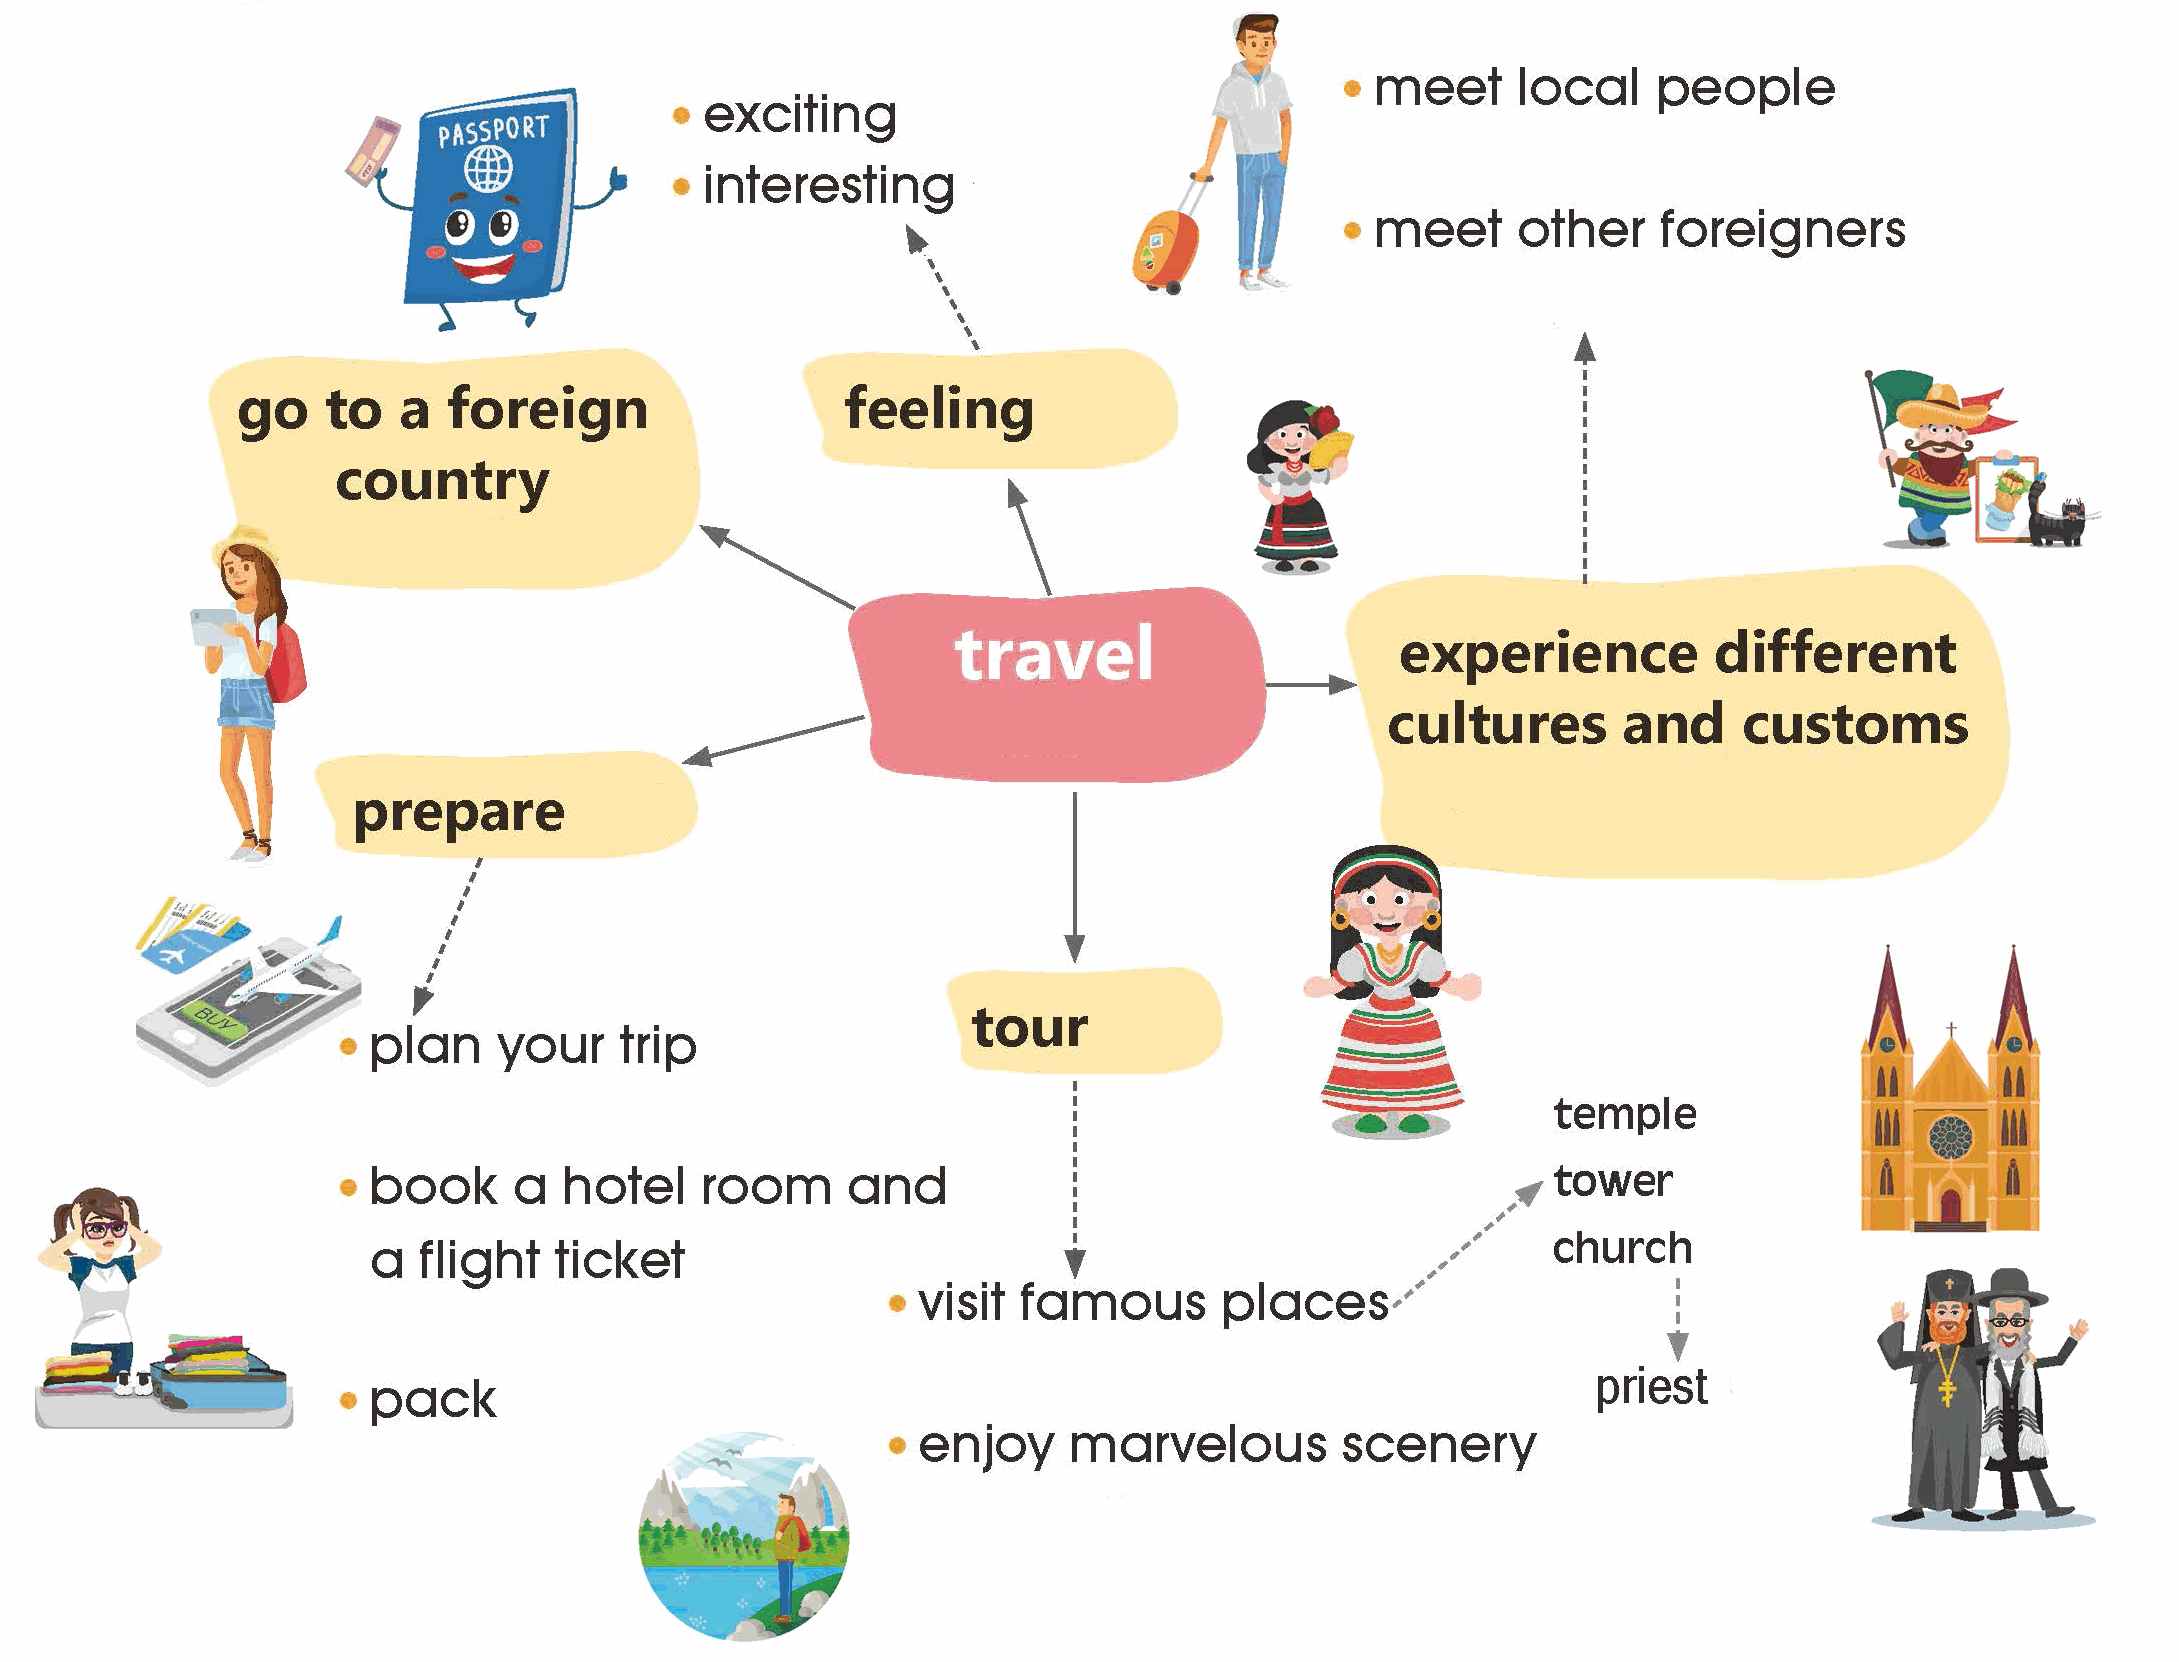 PASSPORT
exciting
interesting
meet local people
meet other foreigners
go to a foreign
country
feeling
travel
experience different
cultures and customs
prepare
BUY
plan your trip
book a hotel room and
a flight ticket
pack
tour
visit famous places
enjoy marvelous scenery
temple
tower
church
priest